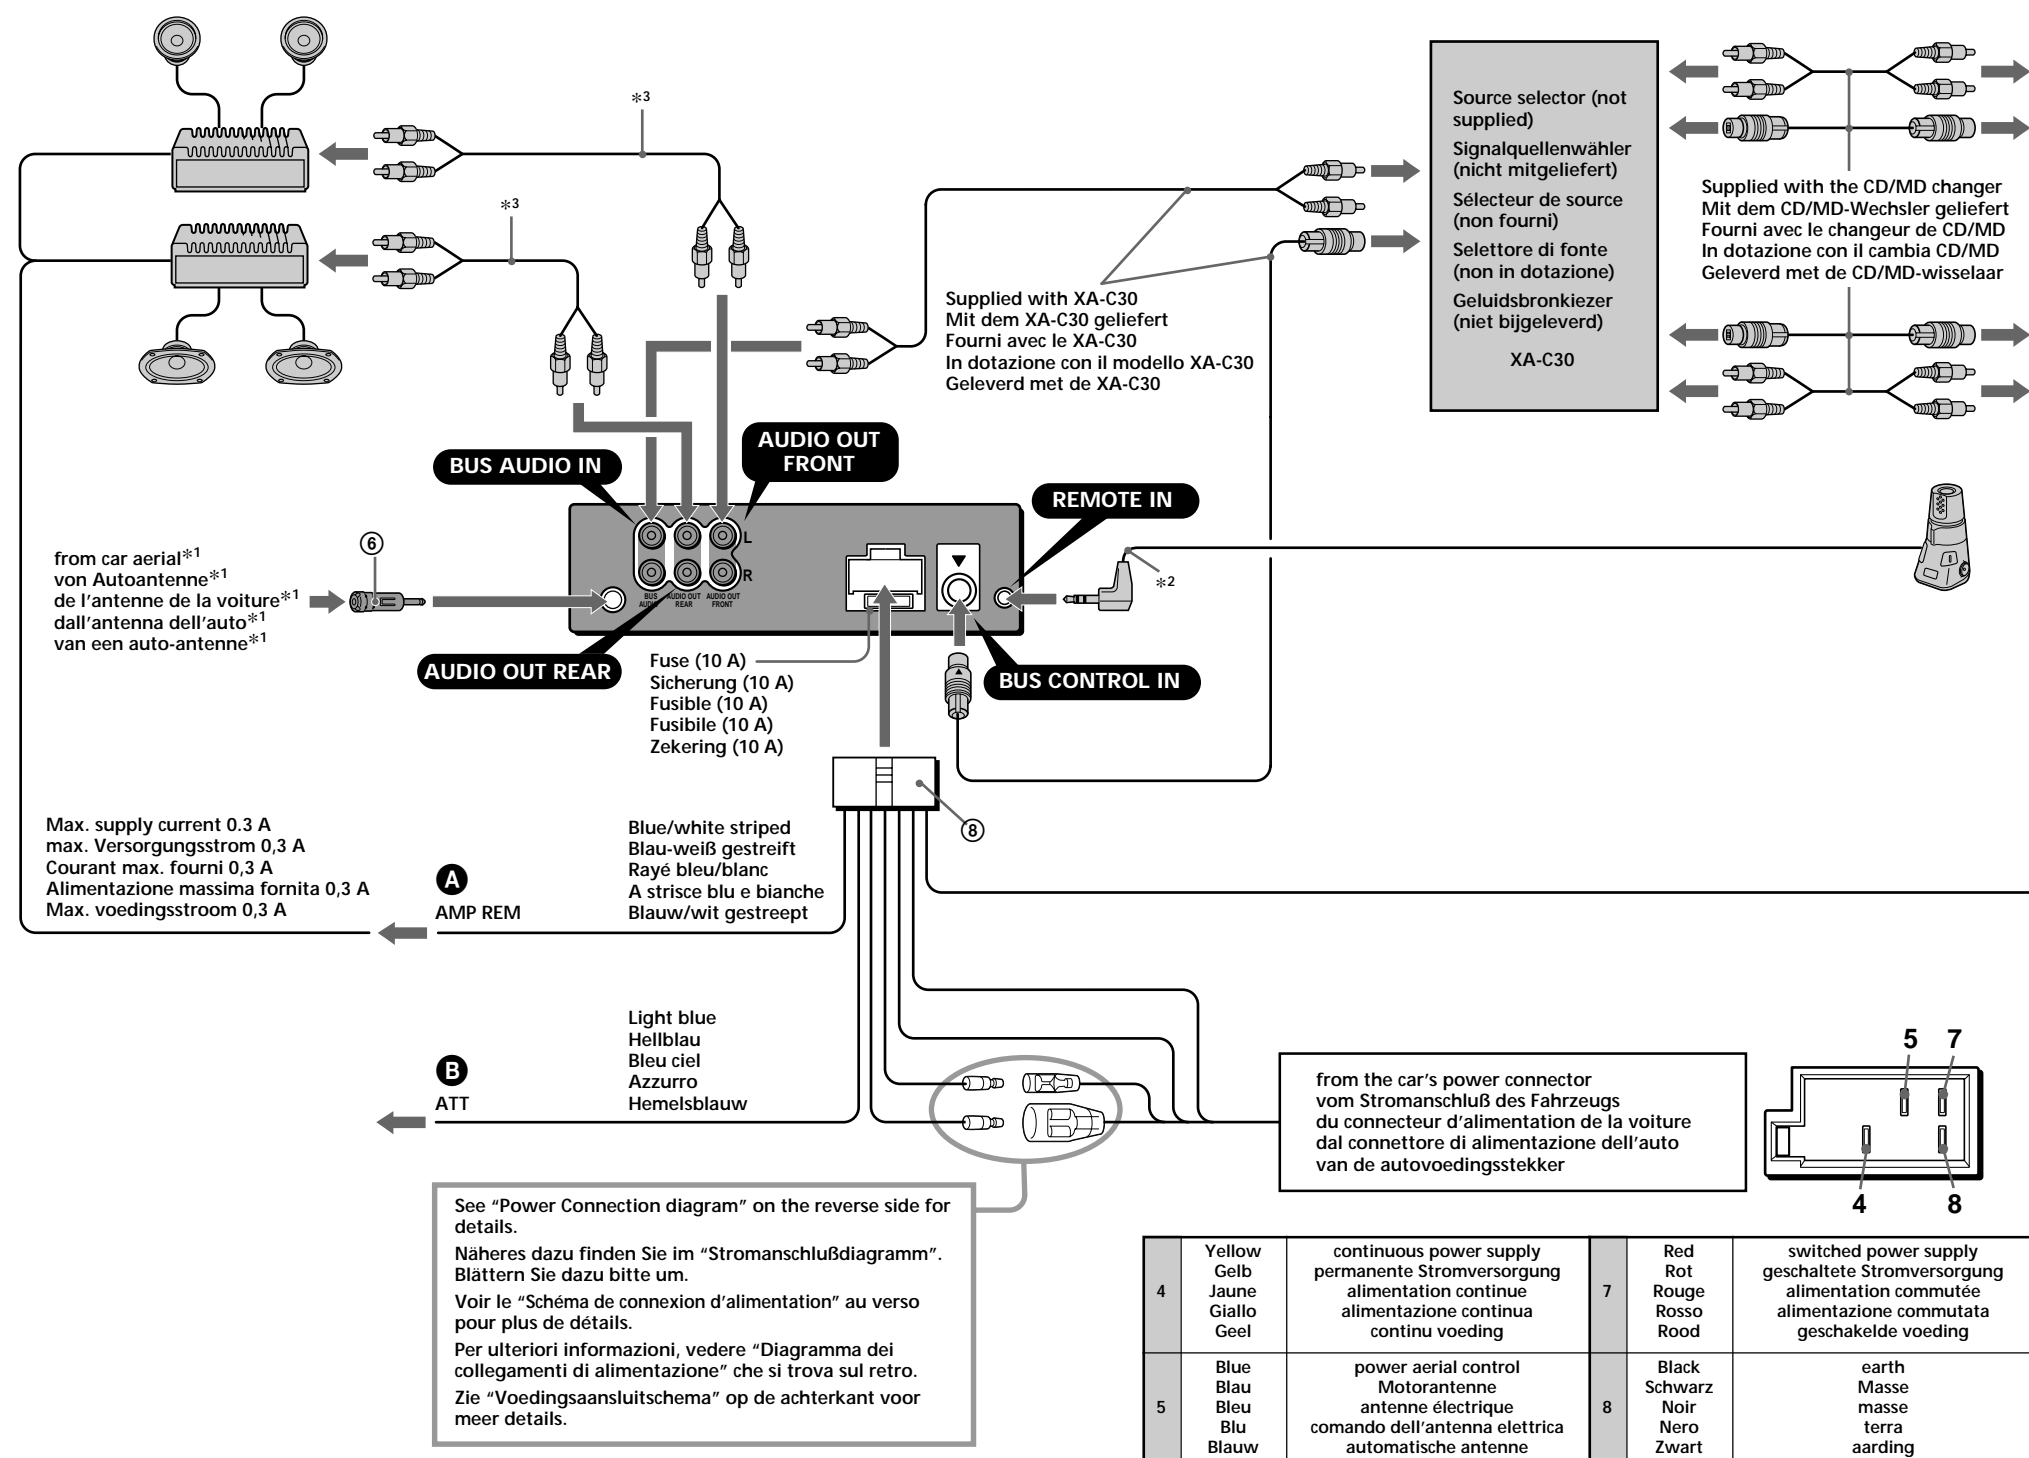 *3
*3
Source selector (not
supplied)
Signalquellenwähler
(nicht mitgeliefert)
Sélecteur de source
(non fourni)
Selettore di fonte
(non in dotazione)
Geluidsbronkiezer
(niet bijgeleverd)
XA-C30
Supplied with the CD/MD changer
Mit dem CD/MD-Wechsler geliefert
Fourni avec le changeur de CD/MD
In dotazione con il cambia CD/MD
Geleverd met de CD/MD-wisselaar
Supplied with XA-C30
Mit dem XA-C30 geliefert
Fourni avec le XA-C30
In dotazione con il modello XA-C30
Geleverd met de XA-C30
BUS AUDIO IN
AUDIO OUT
FRONT
REMOTE IN
from car aerial*1
von Autoantenne*1
de l'antenne de la voiture*1
dall'antenna dell'auto*1
van een auto-antenne*1
⑥
L
R
BUS
AUDIO
AUDIO OUT
REAR
AUDIO OUT
FRONT
*2
AUDIO OUT REAR
BUS CONTROL IN
Fuse (10 A)
Sicherung (10 A)
Fusible (10 A)
Fusibile (10 A)
Zekering (10 A)
⑧
Max. supply current 0.3 A
max. Versorgungsstrom 0,3 A
Courant max. fourni 0,3 A
Alimentazione massima fornita 0,3 A
Max. voedingsstroom 0,3 A
A
AMP REM
Blue/white striped
Blau-weiß gestreift
Rayé bleu/blanc
A strisce blu e bianche
Blauw/wit gestreept
B
ATT
Light blue
Hellblau
Bleu ciel
Azzurro
Hemelsblauw
from the car's power connector
vom Stromanschluß des Fahrzeugs
du connecteur d'alimentation de la voiture
dal connettore di alimentazione dell'auto
van de autovoedingsstekker
5 7
4 8
See “Power Connection diagram” on the reverse side for
details.
Näheres dazu finden Sie im “Stromanschlußdiagramm”.
Blättern Sie dazu bitte um.
Voir le “Schéma de connexion d'alimentation” au verso
pour plus de détails.
Per ulteriori informazioni, vedere “Diagramma dei
collegamenti di alimentazione” che si trova sul retro.
Zie “Voedingsaansluitschema” op de achterkant voor
meer details.
4
Yellow
Gelb
Jaune
Giallo
Geel
continuous power supply
permanente Stromversorgung
alimentation continue
alimentazione continua
continu voeding
7
Red
Rot
Rouge
Rosso
Rood
switched power supply
geschaltete Stromversorgung
alimentation commutée
alimentazione commutata
geschakelde voeding
5
Blue
Blau
Bleu
Blu
Blauw
power aerial control
Motorantenne
antenne électrique
comando dell'antenna elettrica
automatische antenne
8
Black
Schwarz
Noir
Nero
Zwart
earth
Masse
masse
terra
aarding